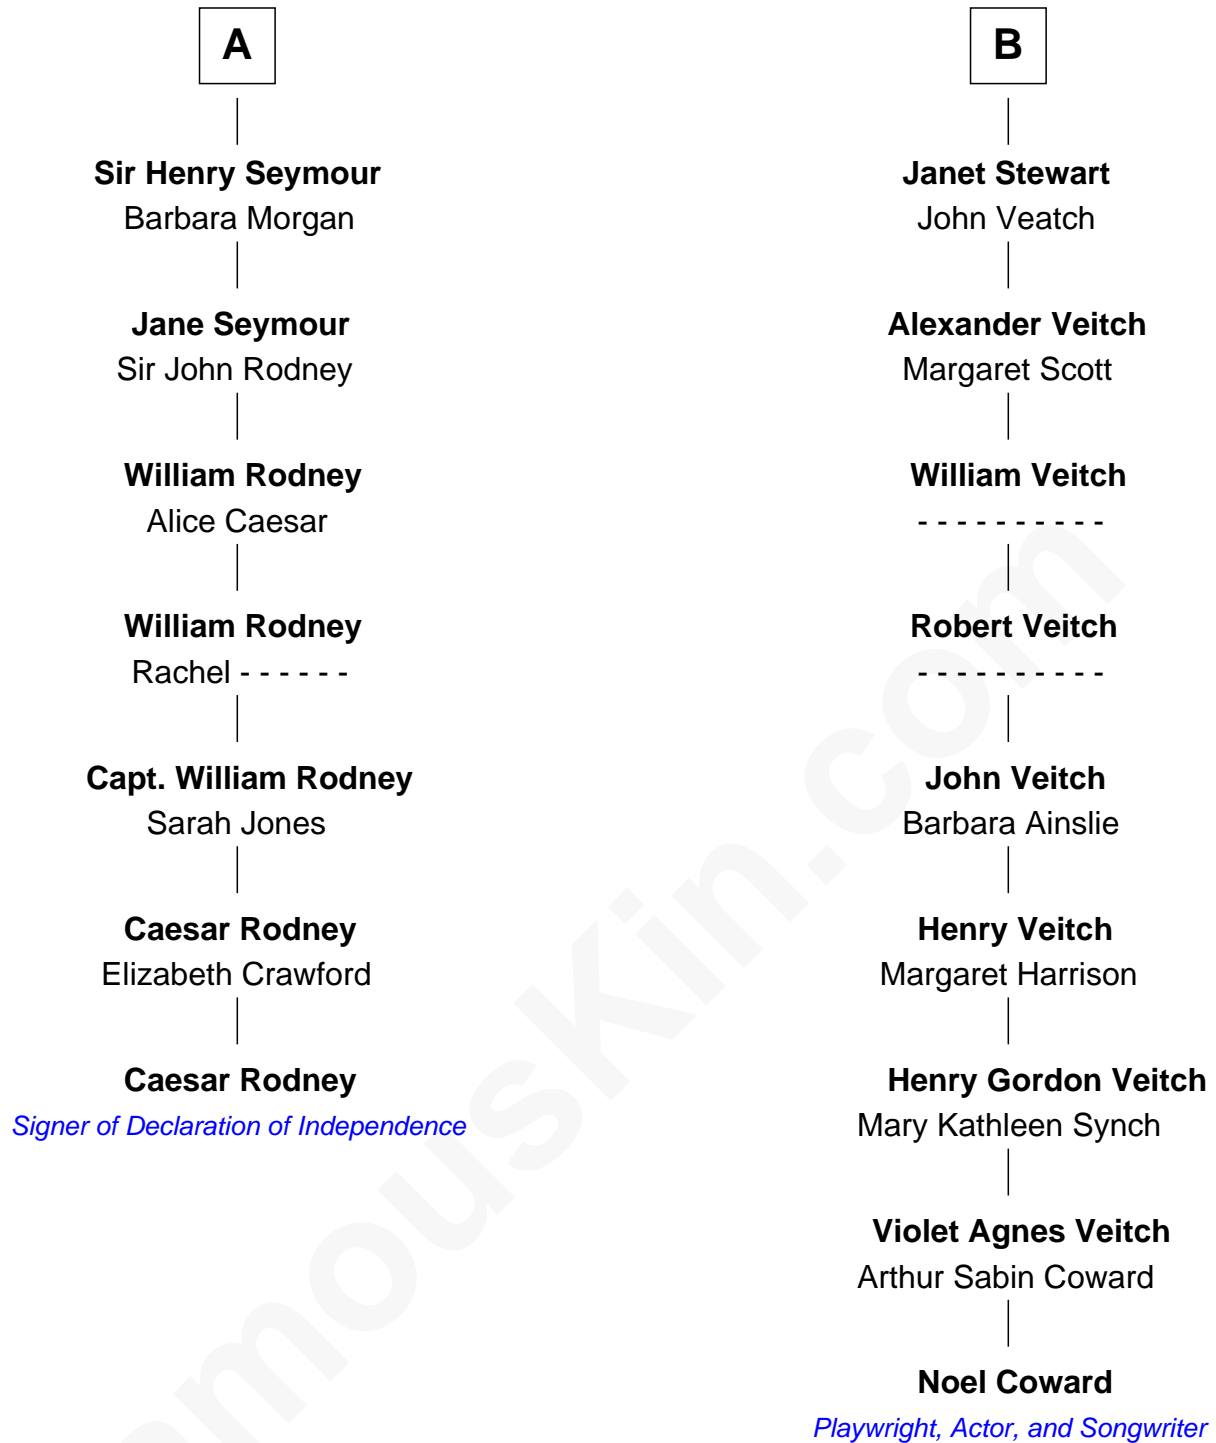 A
Sir Henry Seymour
Barbara Morgan
Jane Seymour
Sir John Rodney
William Rodney
Alice Caesar
William Rodney
Rachel - - - - - -
Capt. William Rodney
Sarah Jones
Caesar Rodney
Elizabeth Crawford
Caesar Rodney
Signer of Declaration of Independence
B
Janet Stewart
John Veatch
Alexander Veitch
Margaret Scott
William Veitch
- - - - - - - - - -
Robert Veitch
- - - - - - - - - -
John Veitch
Barbara Ainslie
Henry Veitch
Margaret Harrison
Henry Gordon Veitch
Mary Kathleen Synch
Violet Agnes Veitch
Arthur Sabin Coward
Noel Coward
Playwright, Actor, and Songwriter
amouskin.com